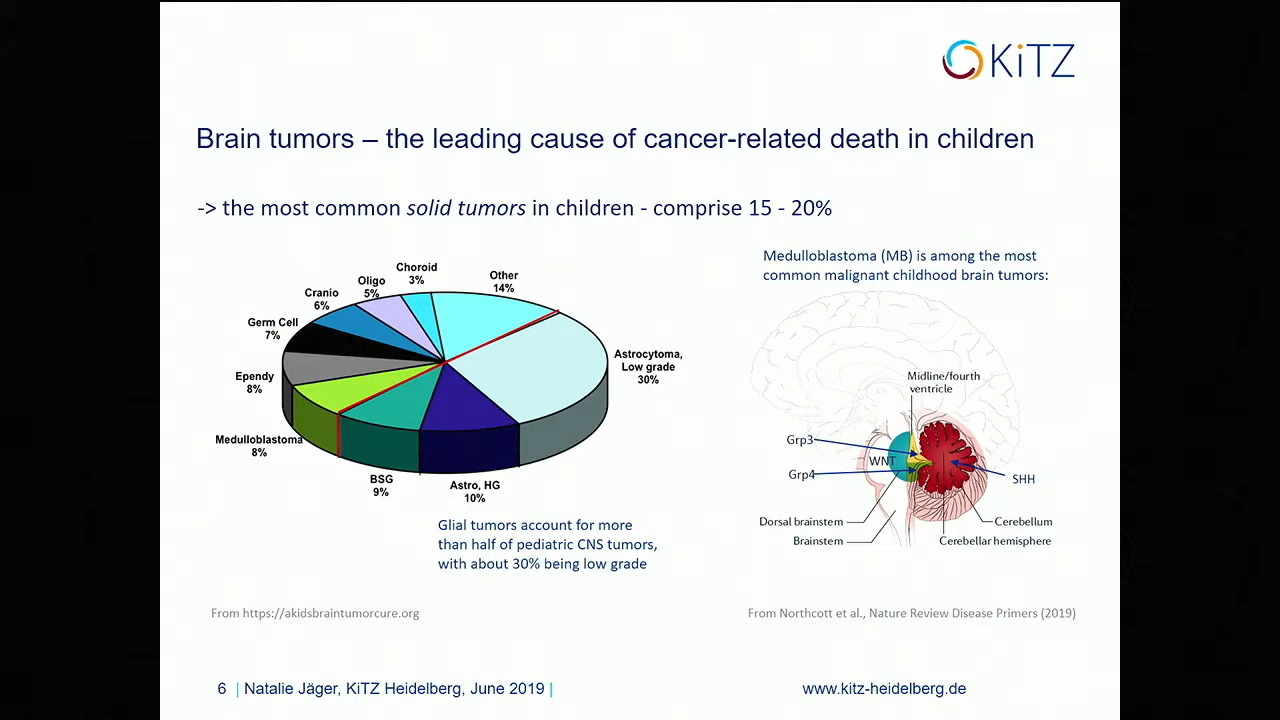 KiTZ
Brain tumors – the leading cause of cancer-related death in children
-> the most common solid tumors in children - comprise 15 - 20%
Choroid
3%
Other
14%
Oligo
5%
Cranio
6%
Germ Cell
7%
Ependy
8%
Medulloblastoma
8%
BSG
9%
Astro, HG
10%
Astrocytoma,
Low grade
30%
Glial tumors account for more
than half of pediatric CNS tumors,
with about 30% being low grade
From https://akidsbraintumorcure.org
Medulloblastoma (MB) is among the most
common malignant childhood brain tumors:
Midline/fourth
ventricle
Grp3
WNT
Grp4
SHH
Dorsal brainstem
Cerebellum
Brainstem
Cerebellar hemisphere
From Northcott et al., Nature Review Disease Primers (2019)
6 | Natalie Jäger, KiTZ Heidelberg, June 2019 |
www.kitz-heidelberg.de